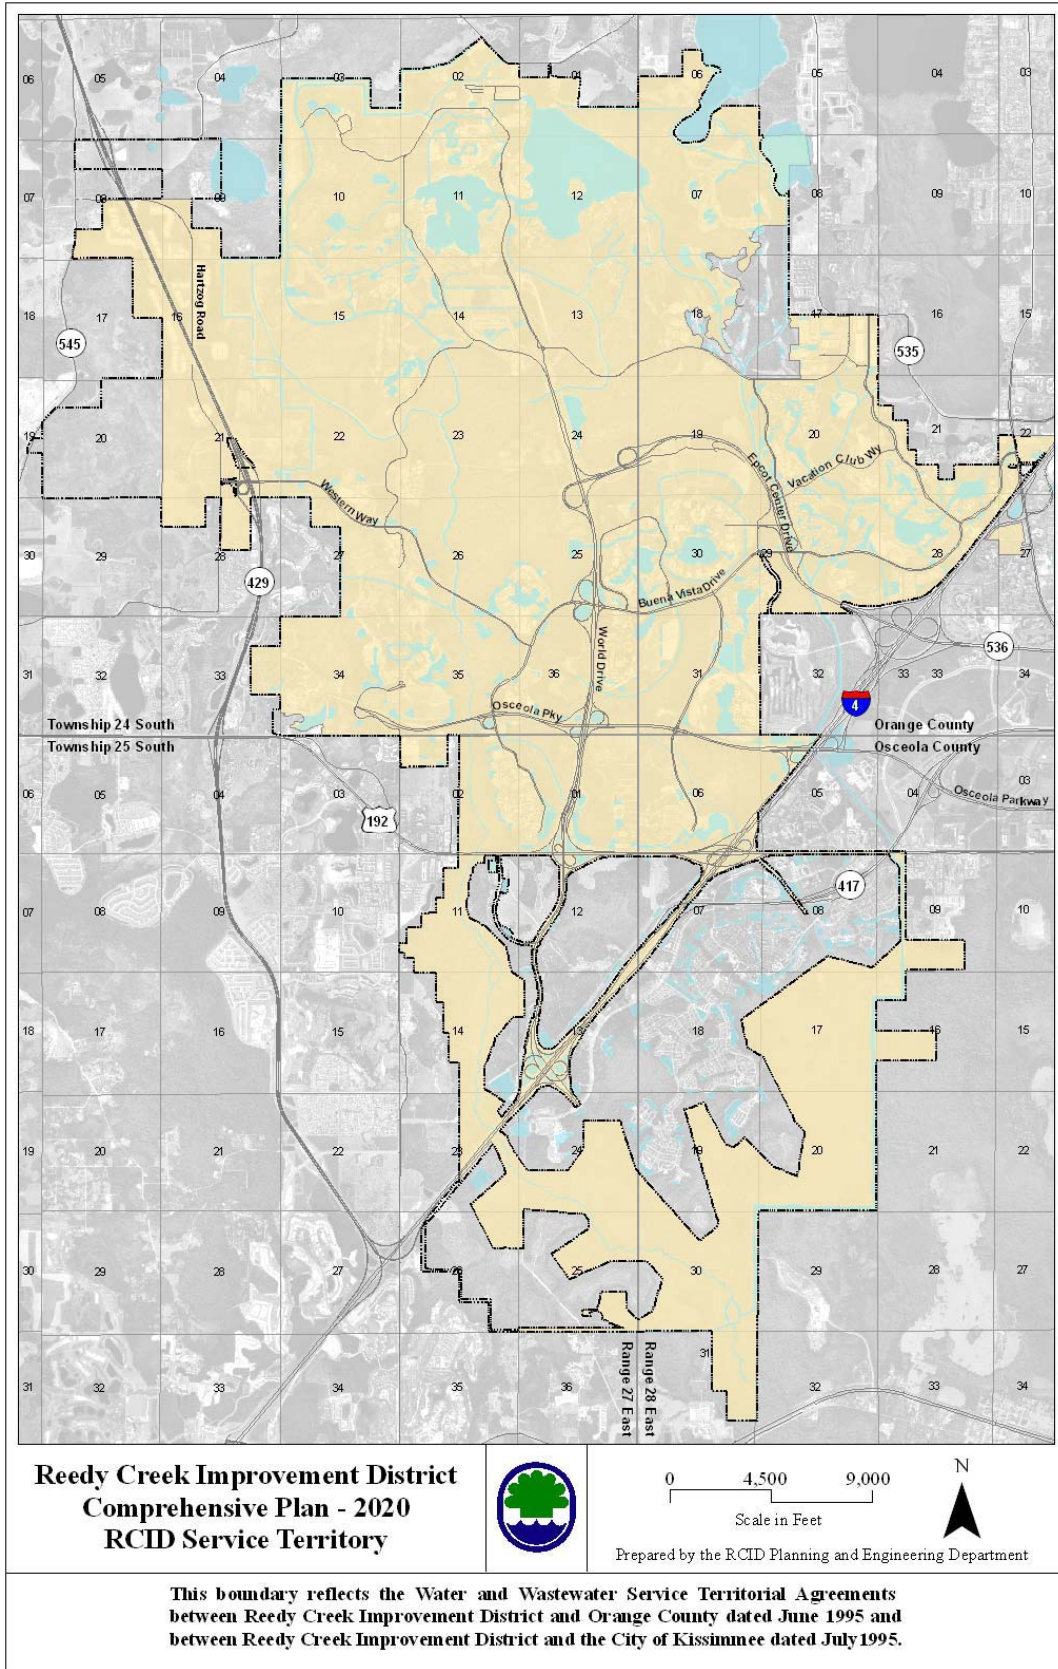 06 05 04 03 02 01 06 05 04 03
07 08 09 10 11 12 07 08 09 10
Hartzog Road
18 17 16 15 14 13 18 17 16 15
545
535
19 20 21 22 23 24 19 20 21 22
Epcot Center Drive
Vacation Club Wy
Western Way
30 29 28 27 26 25 30 29 28 27
429
Buena Vista Drive
World Drive
536
31 32 33 34 35 36 31 32 33 33 34
4
Osceola Pky
Township 24 South
Orange County
Township 25 South
Osceola County
06 05 04 03 02 01 06 05 04 03
Osceola Parkway
192
417
07 08 09 10 11 12 07 08 09 10
18 17 16 15 14 13 18 17 16 15
19 20 21 22 23 24 19 20 21 22
30 29 28 27 26 25 30 29 28 27
31 32 33 34 35 36 31 32 33 34
Range 27 East
Range 28 East
Reedy Creek Improvement District
Comprehensive Plan - 2020
RCID Service Territory
0 4,500 9,000
Scale in Feet
N
Prepared by the RCID Planning and Engineering Department
This boundary reflects the Water and Wastewater Service Territorial Agreements
between Reedy Creek Improvement District and Orange County dated June 1995 and
between Reedy Creek Improvement District and the City of Kissimmee dated July 1995.